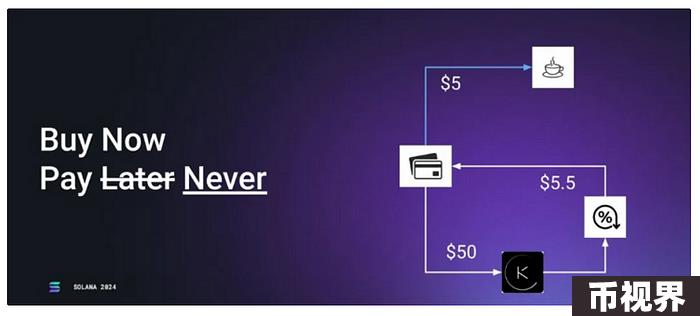 Buy Now
Pay Later Never
$5
$5.5
$50
%
K
SOLANA 2024
币视界